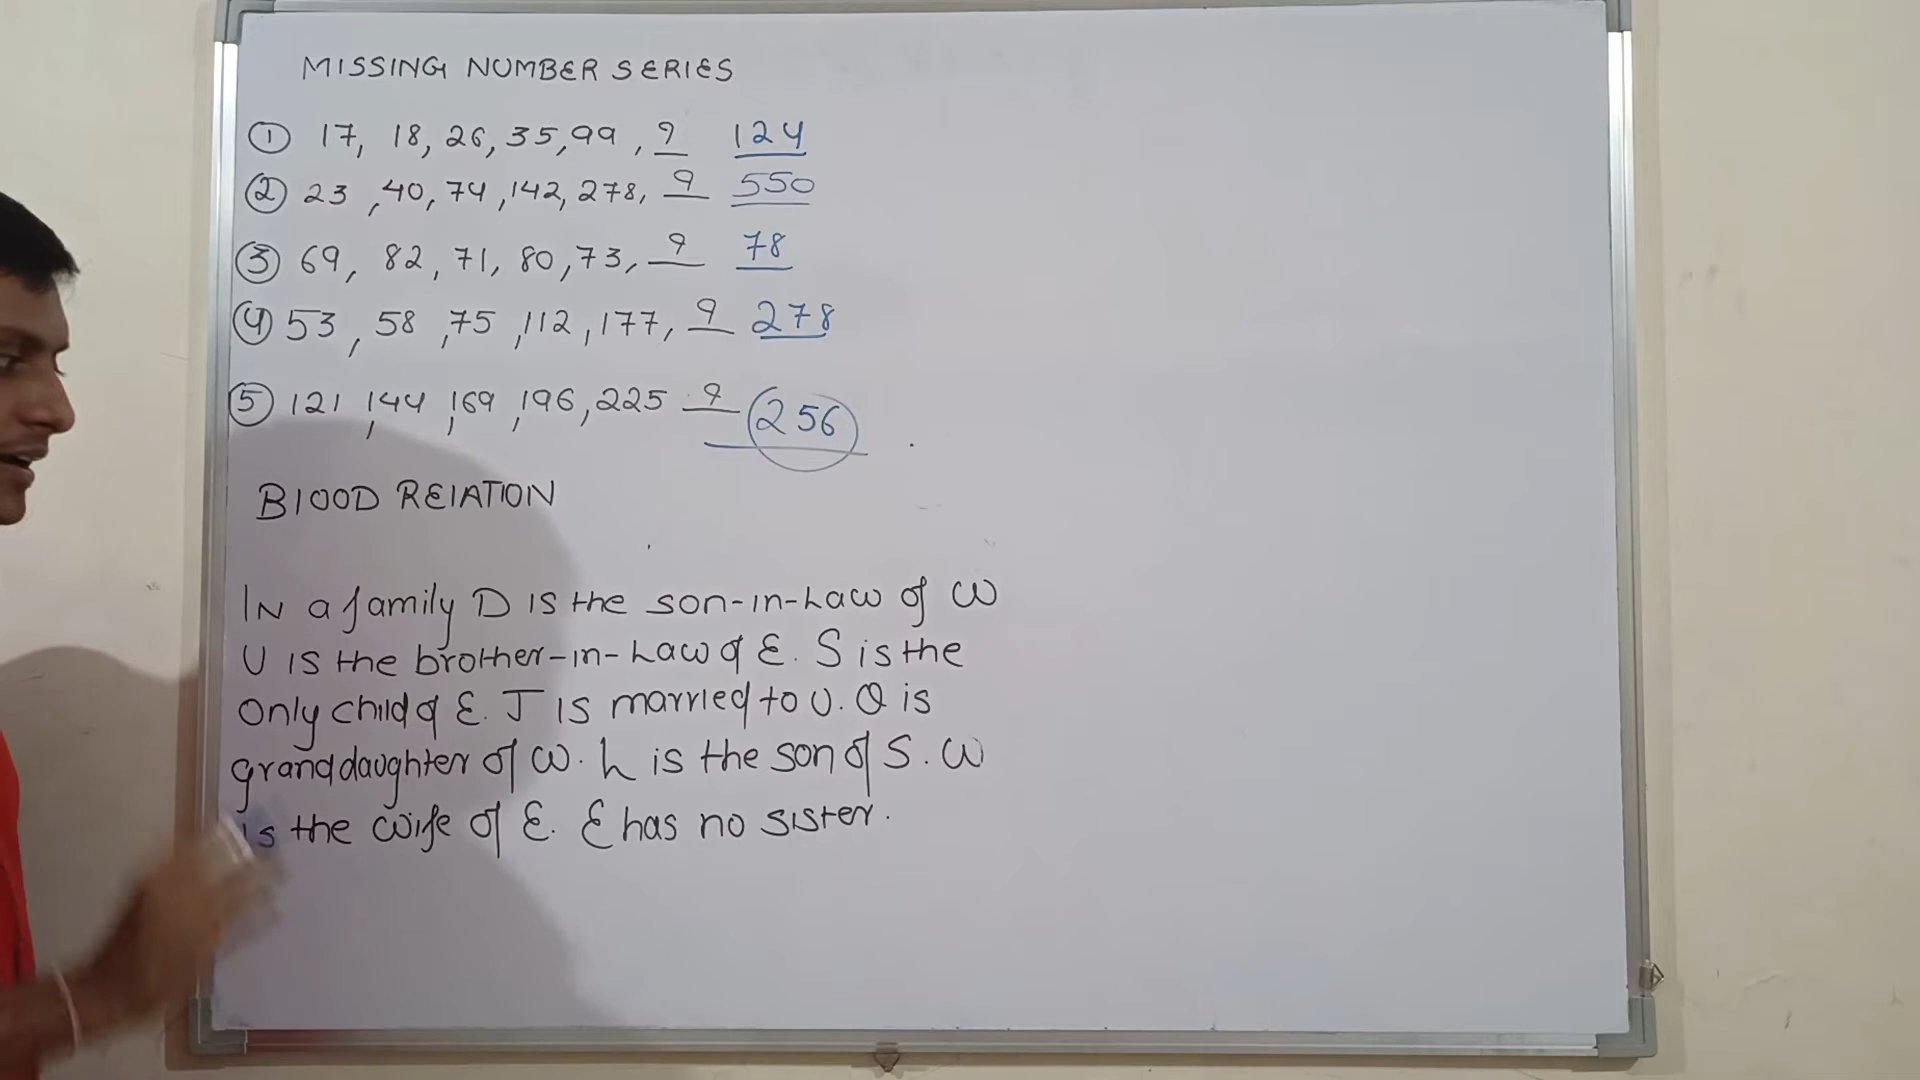 MISSING NUMBER SERIES
① 17, 18, 26, 35, 99, ? 124
② 23, 40, 74, 142, 278, ? 550
③ 69, 82, 71, 80, 73, ? 78
④ 53, 58, 75, 112, 177, ? 278
⑤ 121, 144, 169, 196, 225 ? 256
BLOOD RELATION
IN a family D IS the son-in-Law of W
U IS the brother-in-Law of E. S is the
Only child of E. J IS married to U. Q is
granddaughter of W. L is the son of S. W
is the wife of E. E has no sister.